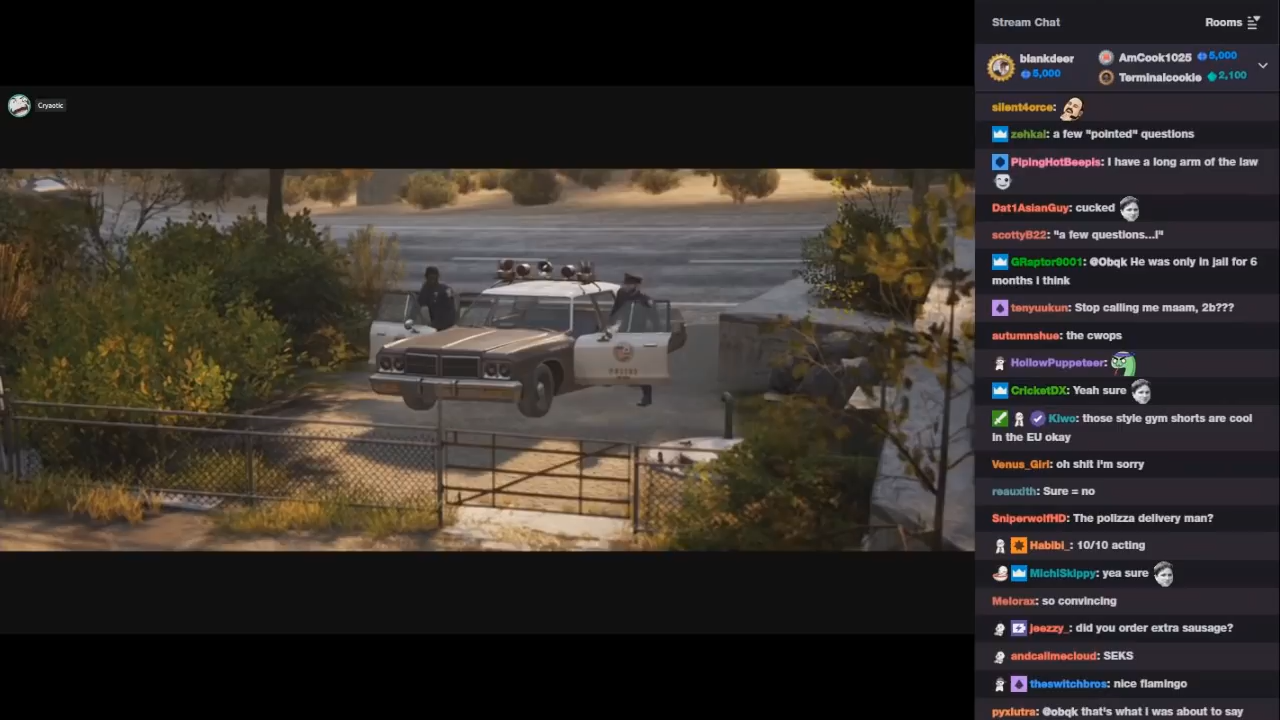 Stream Chat
Rooms
blankdeer
5,000
AmCook1025 5,000
Terminalcookie 2,100
Cryaotic
silent4orce:
zehkai: a few "pointed" questions
PipingHotBeepis: I have a long arm of the law
Dat1AsianGuy: cucked
scottyB22: "a few questions...!"
GRaptor9001: @Obqk He was only in jail for 6
months i think
tenyuukun: Stop calling me maam, 2b???
autumnshue: the cwops
HollowPuppeteer:
CricketDX: Yeah sure
Kiwo: those style gym shorts are cool
in the EU okay
Venus_Girl: oh shit i'm sorry
reauxith: Sure = no
SniperwolfHD: The polizza delivery man?
Habibi_: 10/10 acting
MichiSkippy: yea sure
Melorax: so convincing
jeezzy_: did you order extra sausage?
andcallmecloud: SEKS
theswitchbros: nice flamingo
pyxlutra: @obqk that's what i was about to say
POLICE